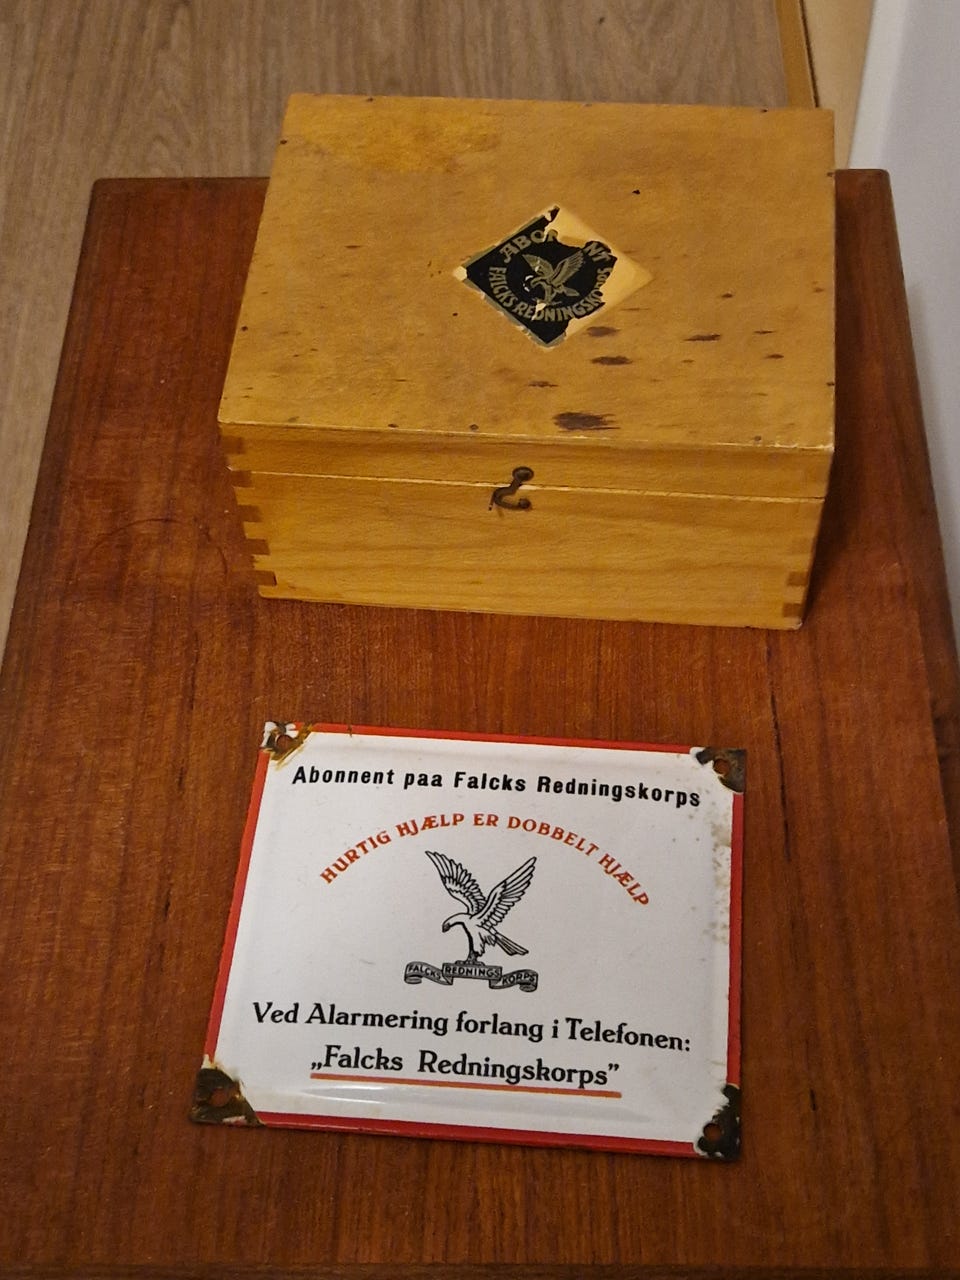 FALCKS REDNINGSKORPS
Abonnent paa Falcks Redningskorps
HURTIG HJÆLP ER DOBBELT HJÆLP
FALCKS REDNINGS KORPS
Ved Alarmering forlang i Telefonen:
„Falcks Redningskorps”